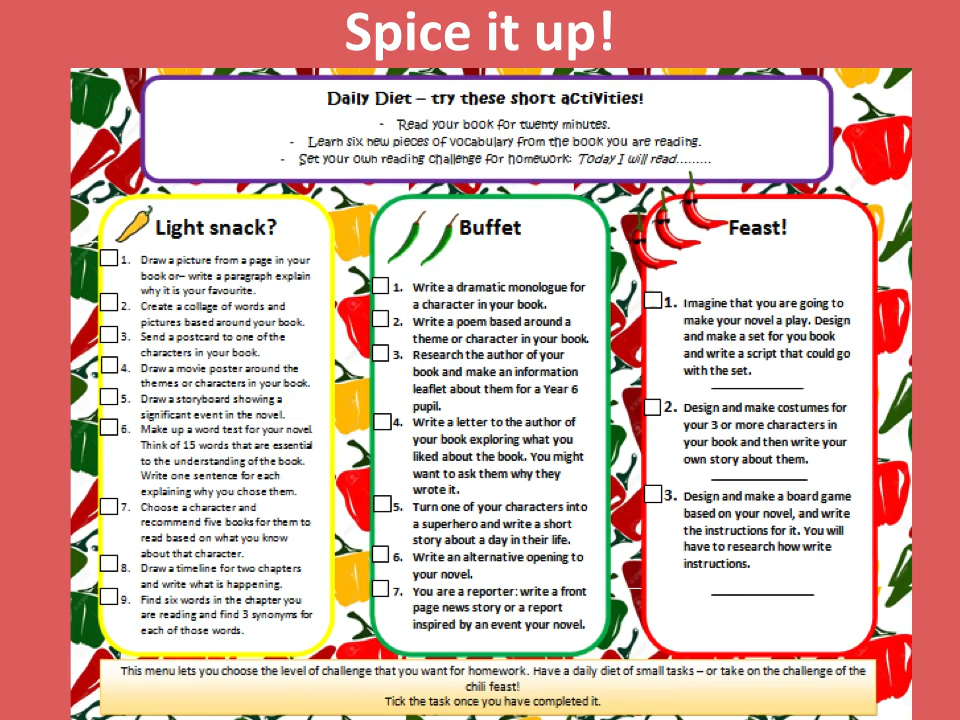 Spice it up!
Daily Diet – try these short activities!
- Read your book for twenty minutes.
- Learn six new pieces of vocabulary from the book you are reading.
- Set your own reading challenge for homework: Today I will read.........
Light snack?
1. Draw a picture from a page in your
book or– write a paragraph explain
why it is your favourite.
2. Create a collage of words and
pictures based around your book.
3. Send a postcard to one of the
characters in your book.
4. Draw a movie poster around the
themes or characters in your book.
5. Draw a storyboard showing a
significant event in the novel.
6. Make up a word test for your novel
Think of 15 words that are essential
to the understanding of the book.
Write one sentence for each
explaining why you chose them.
7. Choose a character and
recommend five books for them to
read based on what you know
about that character.
8. Draw a timeline for two chapters
and write what is happening.
9. Find six words in the chapter you
are reading and find 3 synonyms for
each of those words.
Buffet
1. Write a dramatic monologue for
a character in your book.
2. Write a poem based around a
theme or character in your book.
3. Research the author of your
book and make an information
leaflet about them for a Year 6
pupil.
4. Write a letter to the author of
your book exploring what you
liked about the book. You might
want to ask them why they
wrote it.
5. Turn one of your characters into
a superhero and write a short
story about a day in their life.
6. Write an alternative opening to
your novel.
7. You are a reporter: write a front
page news story or a report
inspired by an event your novel.
Feast!
1. Imagine that you are going to
make your novel a play. Design
and make a set for you book
and write a script that could go
with the set.
2. Design and make costumes for
your 3 or more characters in
your book and then write your
own story about them.
3. Design and make a board game
based on your novel, and write
the instructions for it. You will
have to research how write
instructions.
This menu lets you choose the level of challenge that you want for homework. Have a daily diet of small tasks – or take on the challenge of the
chili feast!
Tick the task once you have completed it.